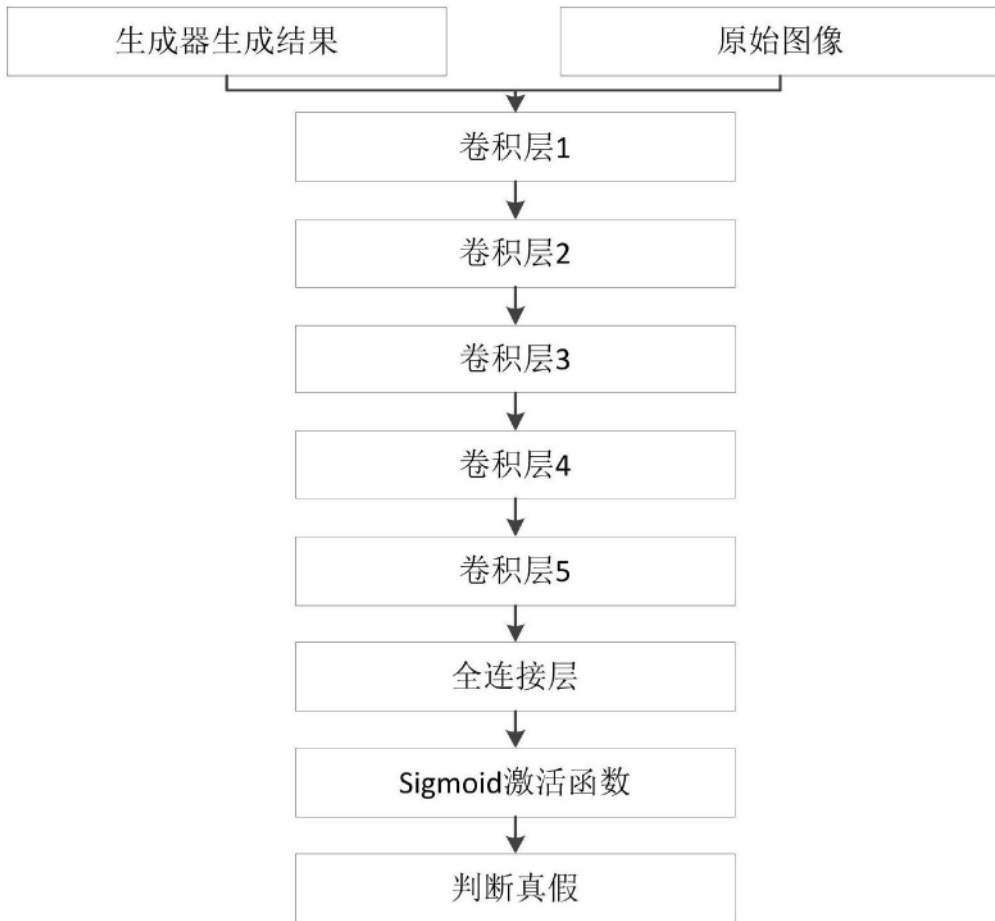 生成器生成结果
原始图像
卷积层1
卷积层2
卷积层3
卷积层4
卷积层5
全连接层
Sigmoid激活函数
判断真假